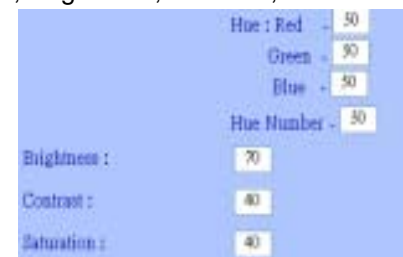 Hue : Red - 50
Green - 50
Blue - 50
Hue Number - 50
Brightness : 70
Contrast : 40
Saturation : 40